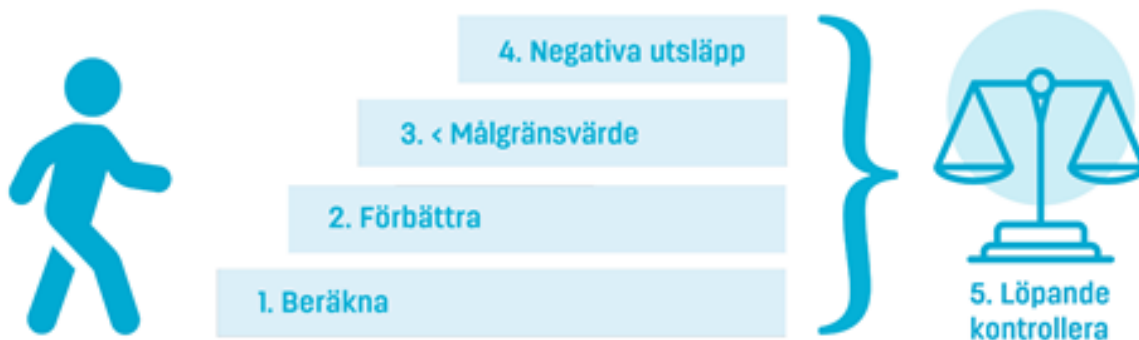 4. Negativa utsläpp
3. < Målgränsvärde
2. Förbättra
1. Beräkna
5. Löpande
kontrollera